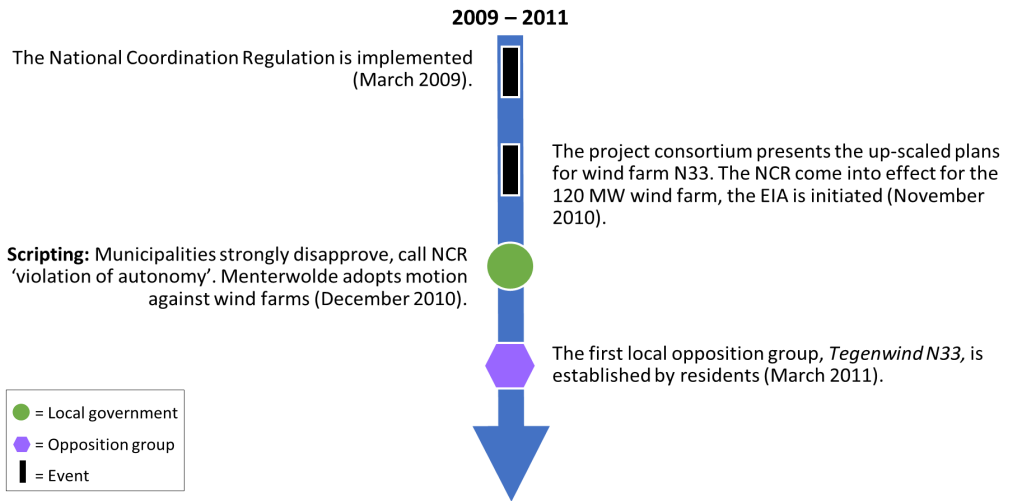 2009 – 2011
The National Coordination Regulation is implemented
(March 2009).
The project consortium presents the up-scaled plans
for wind farm N33. The NCR come into effect for the
120 MW wind farm, the EIA is initiated (November
2010).
Scripting: Municipalities strongly disapprove, call NCR
‘violation of autonomy’. Menterwolde adopts motion
against wind farms (December 2010).
The first local opposition group, Tegenwind N33, is
established by residents (March 2011).
= Local government
= Opposition group
= Event